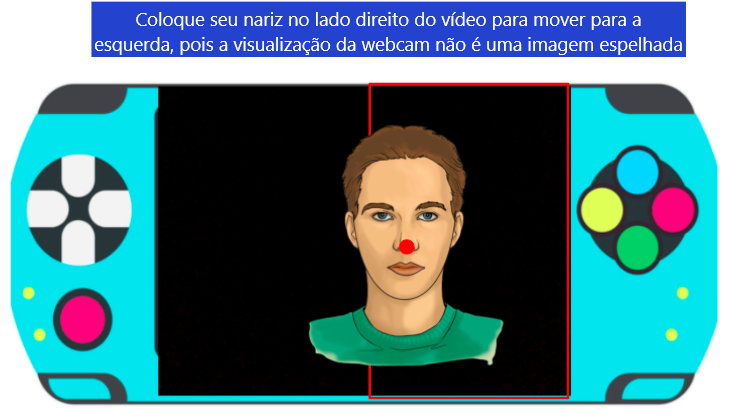 Coloque seu nariz no lado direito do vídeo para mover para a
esquerda, pois a visualização da webcam não é uma imagem espelhada